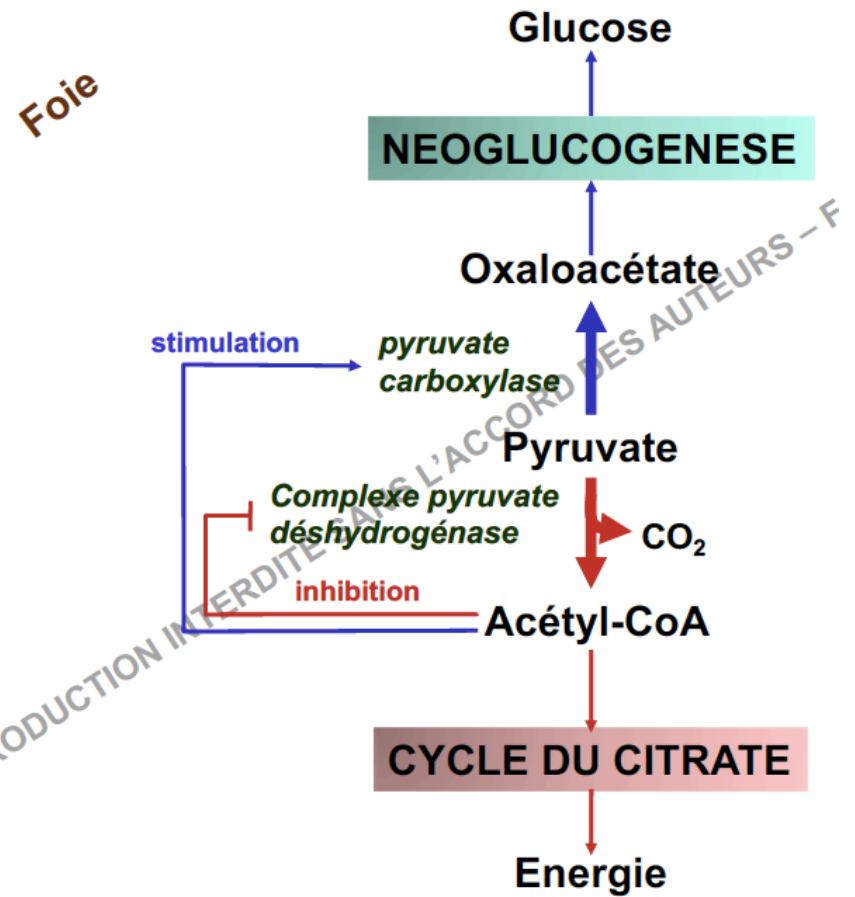 Glucose
Foie
NEOGLUCOGENESE
Oxaloacétate
stimulation
pyruvate
carboxylase
Pyruvate
Complexe pyruvate
déshydrogénase
CO₂
inhibition
Acétyl-CoA
CYCLE DU CITRATE
Energie
RODUCTION INTERDITE SANS L'ACCORD DES AUTEURS – F